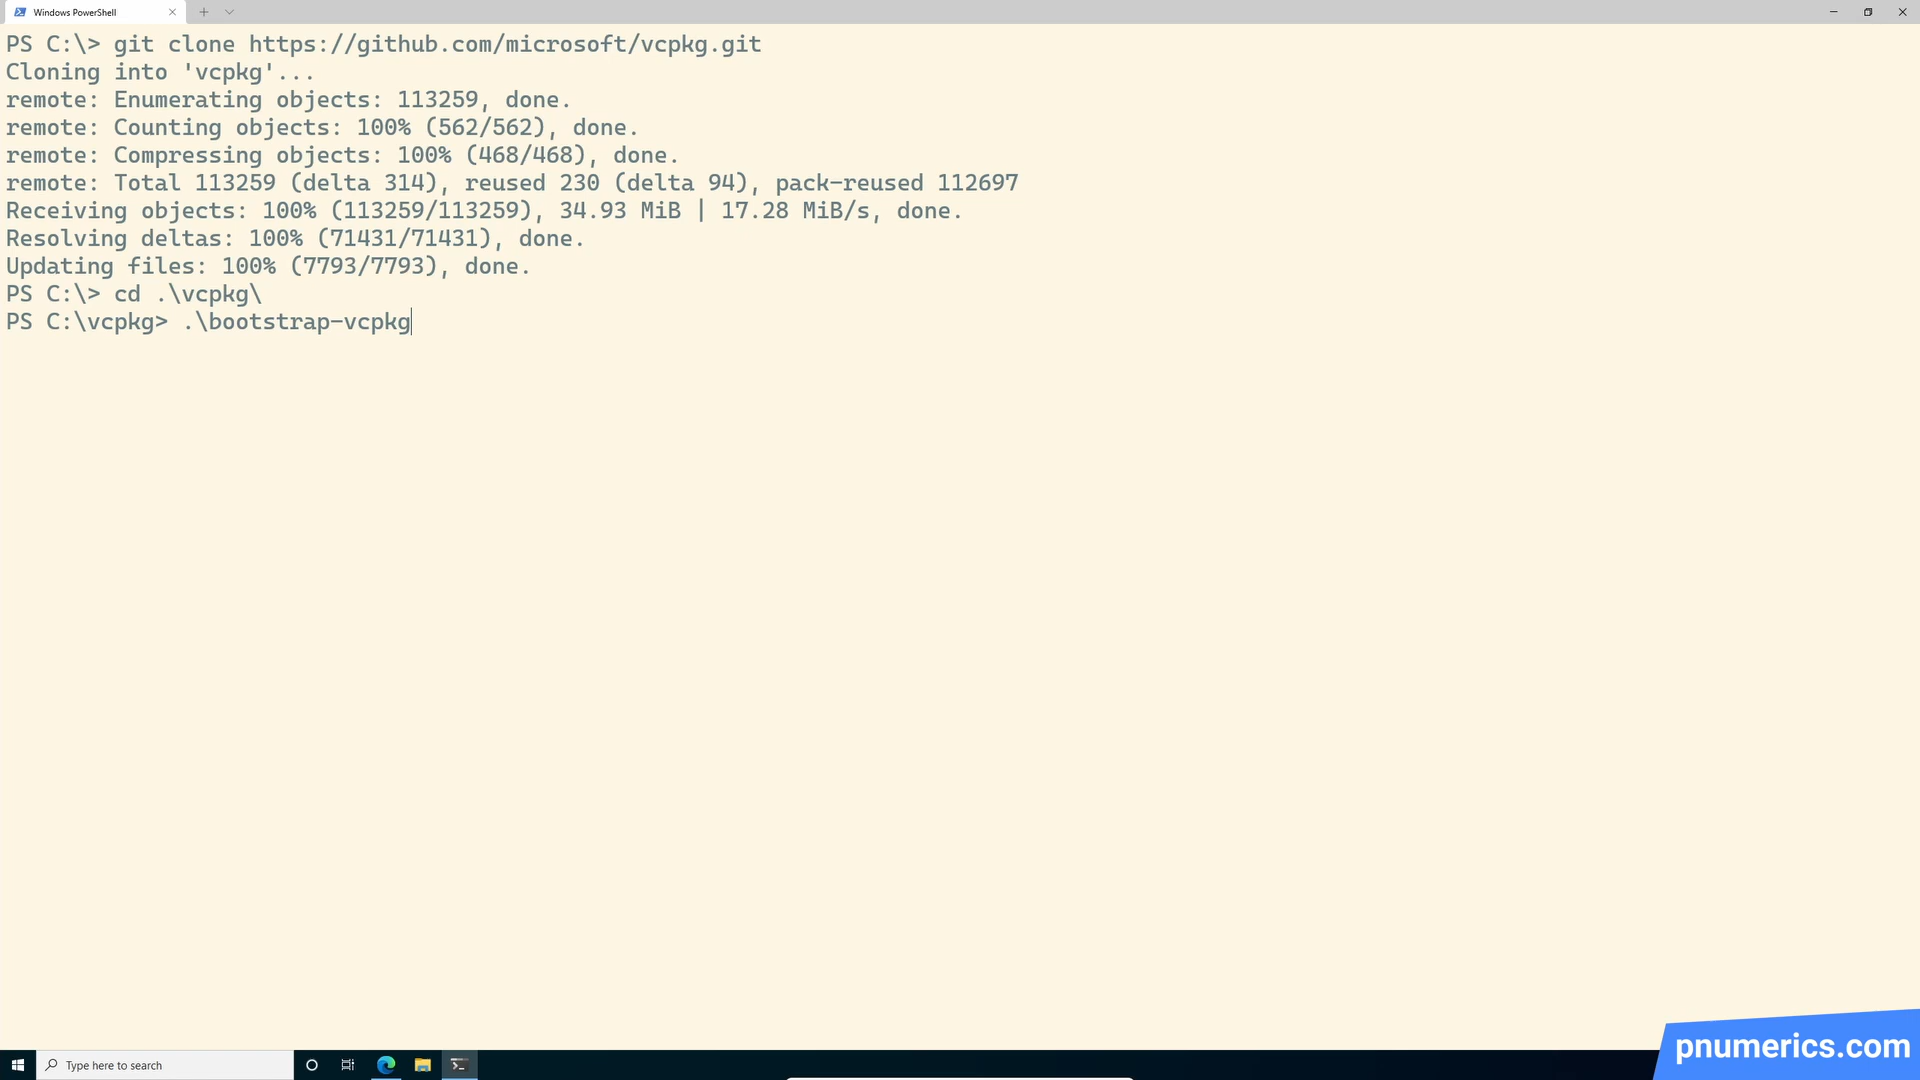 Windows PowerShell
PS C:\> git clone https://github.com/microsoft/vcpkg.git
Cloning into 'vcpkg'...
remote: Enumerating objects: 113259, done.
remote: Counting objects: 100% (562/562), done.
remote: Compressing objects: 100% (468/468), done.
remote: Total 113259 (delta 314), reused 230 (delta 94), pack-reused 112697
Receiving objects: 100% (113259/113259), 34.93 MiB | 17.28 MiB/s, done.
Resolving deltas: 100% (71431/71431), done.
Updating files: 100% (7793/7793), done.
PS C:\> cd .\vcpkg\
PS C:\vcpkg> .\bootstrap-vcpkg
Type here to search
pnumerics.com